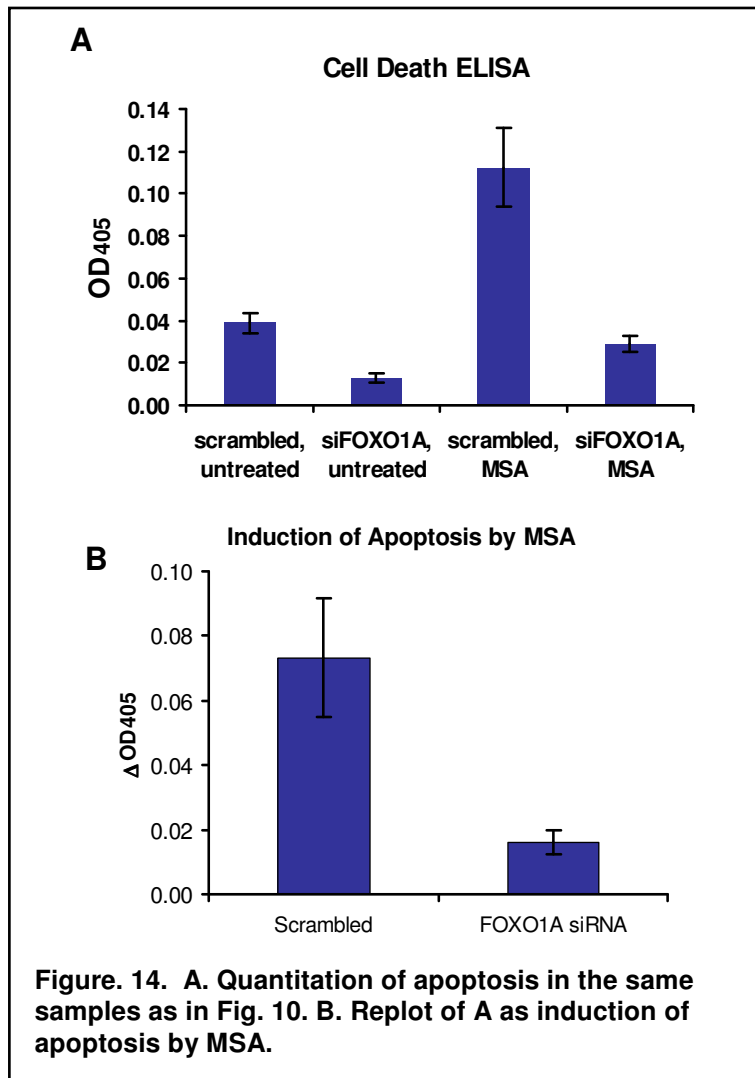 A
Cell Death ELISA
0.14
0.12
0.10
0.08
0.06
0.04
0.02
0.00
OD405
scrambled, untreated
siFOXO1A, untreated
scrambled, MSA
siFOXO1A, MSA
Induction of Apoptosis by MSA
B
0.10
0.08
0.06
0.04
0.02
0.00
ΔOD405
Scrambled
FOXO1A siRNA
Figure. 14. A. Quantitation of apoptosis in the same
samples as in Fig. 10. B. Replot of A as induction of
apoptosis by MSA.